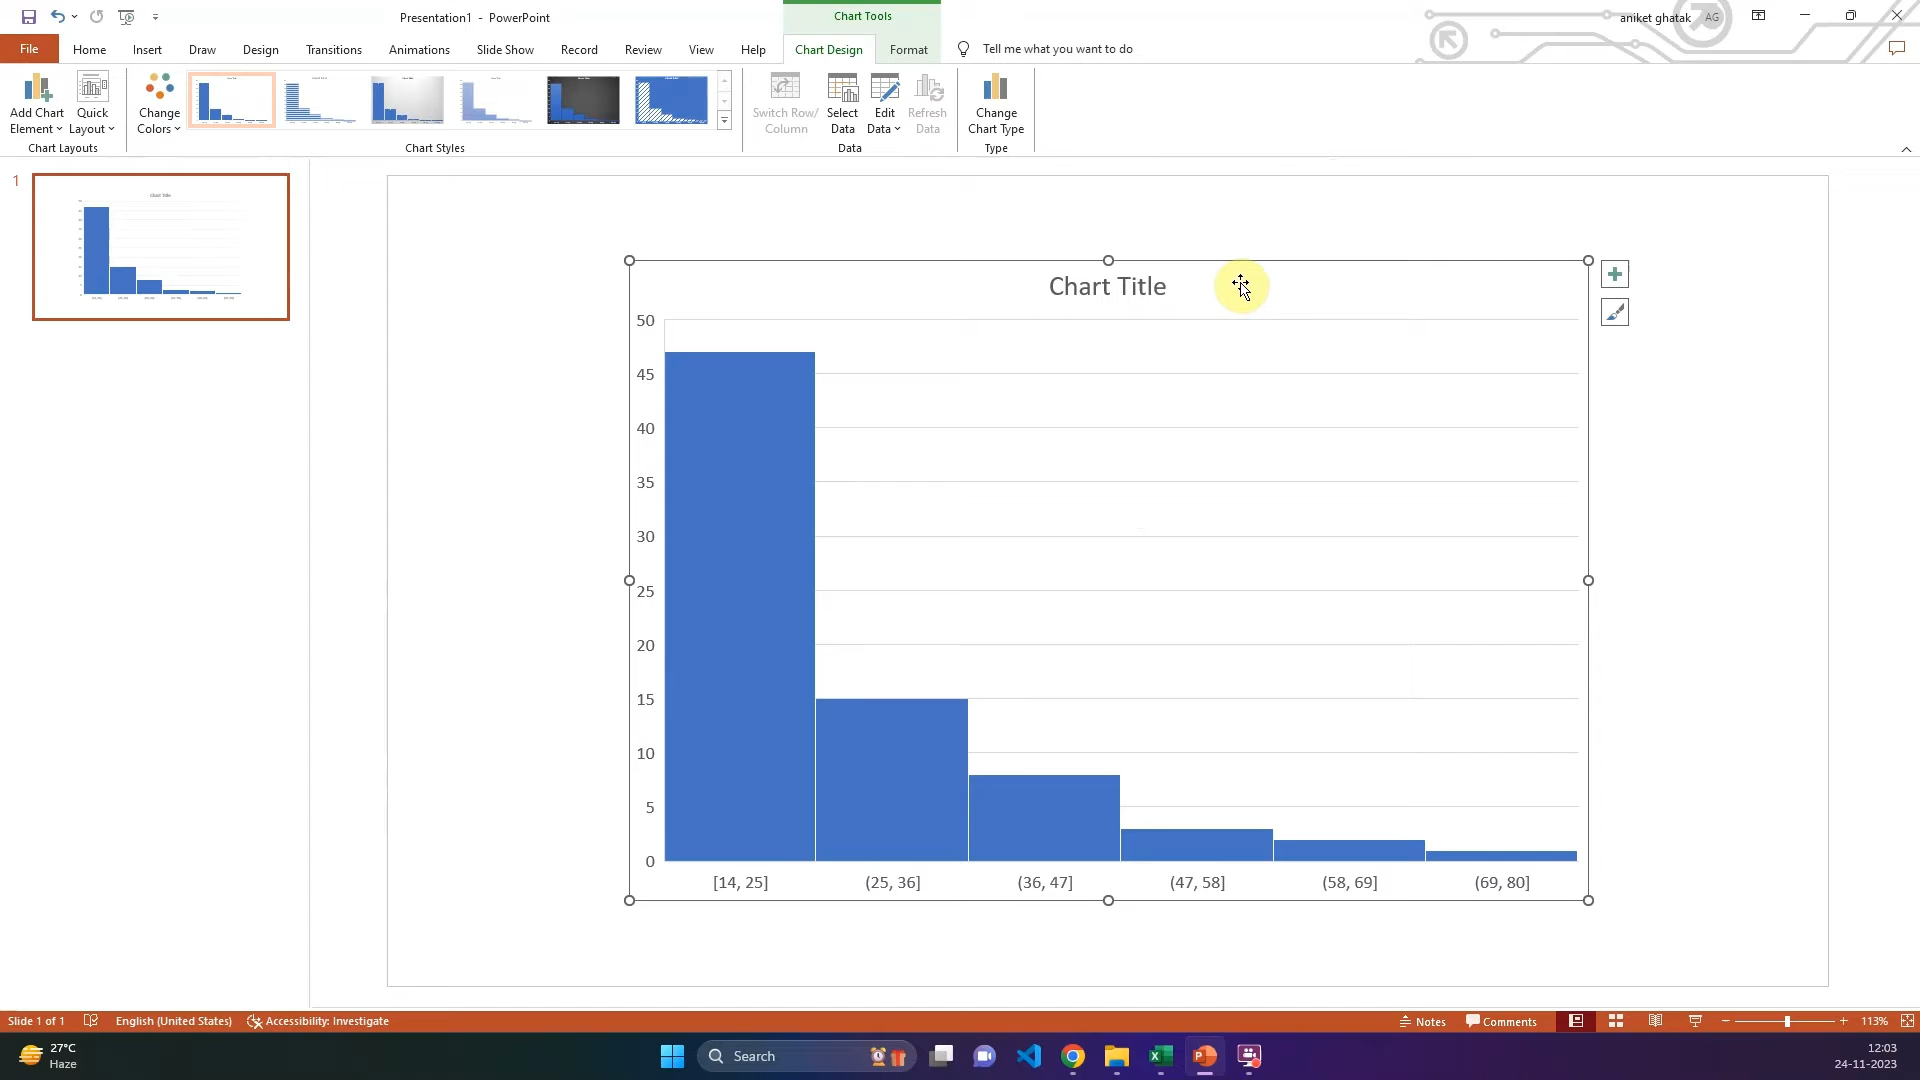 Presentation1 - PowerPoint
Chart Tools
aniket ghatak AG
File Home Insert Draw Design Transitions Animations Slide Show Record Review View Help Chart Design Format Tell me what you want to do
Add Chart
Element
Quick
Layout
Change
Colors
Switch Row/
Column
Select
Data
Edit
Data
Refresh
Data
Change
Chart Type
Chart Layouts Chart Styles Data Type
1
Chart Title
Chart Title
50
45
40
35
30
25
20
15
10
5
0
[14, 25] (25, 36] (36, 47] (47, 58] (58, 69] (69, 80]
Slide 1 of 1 English (United States) Accessibility: Investigate Notes Comments 113%
27°C
Haze
Search
12:03
24-11-2023